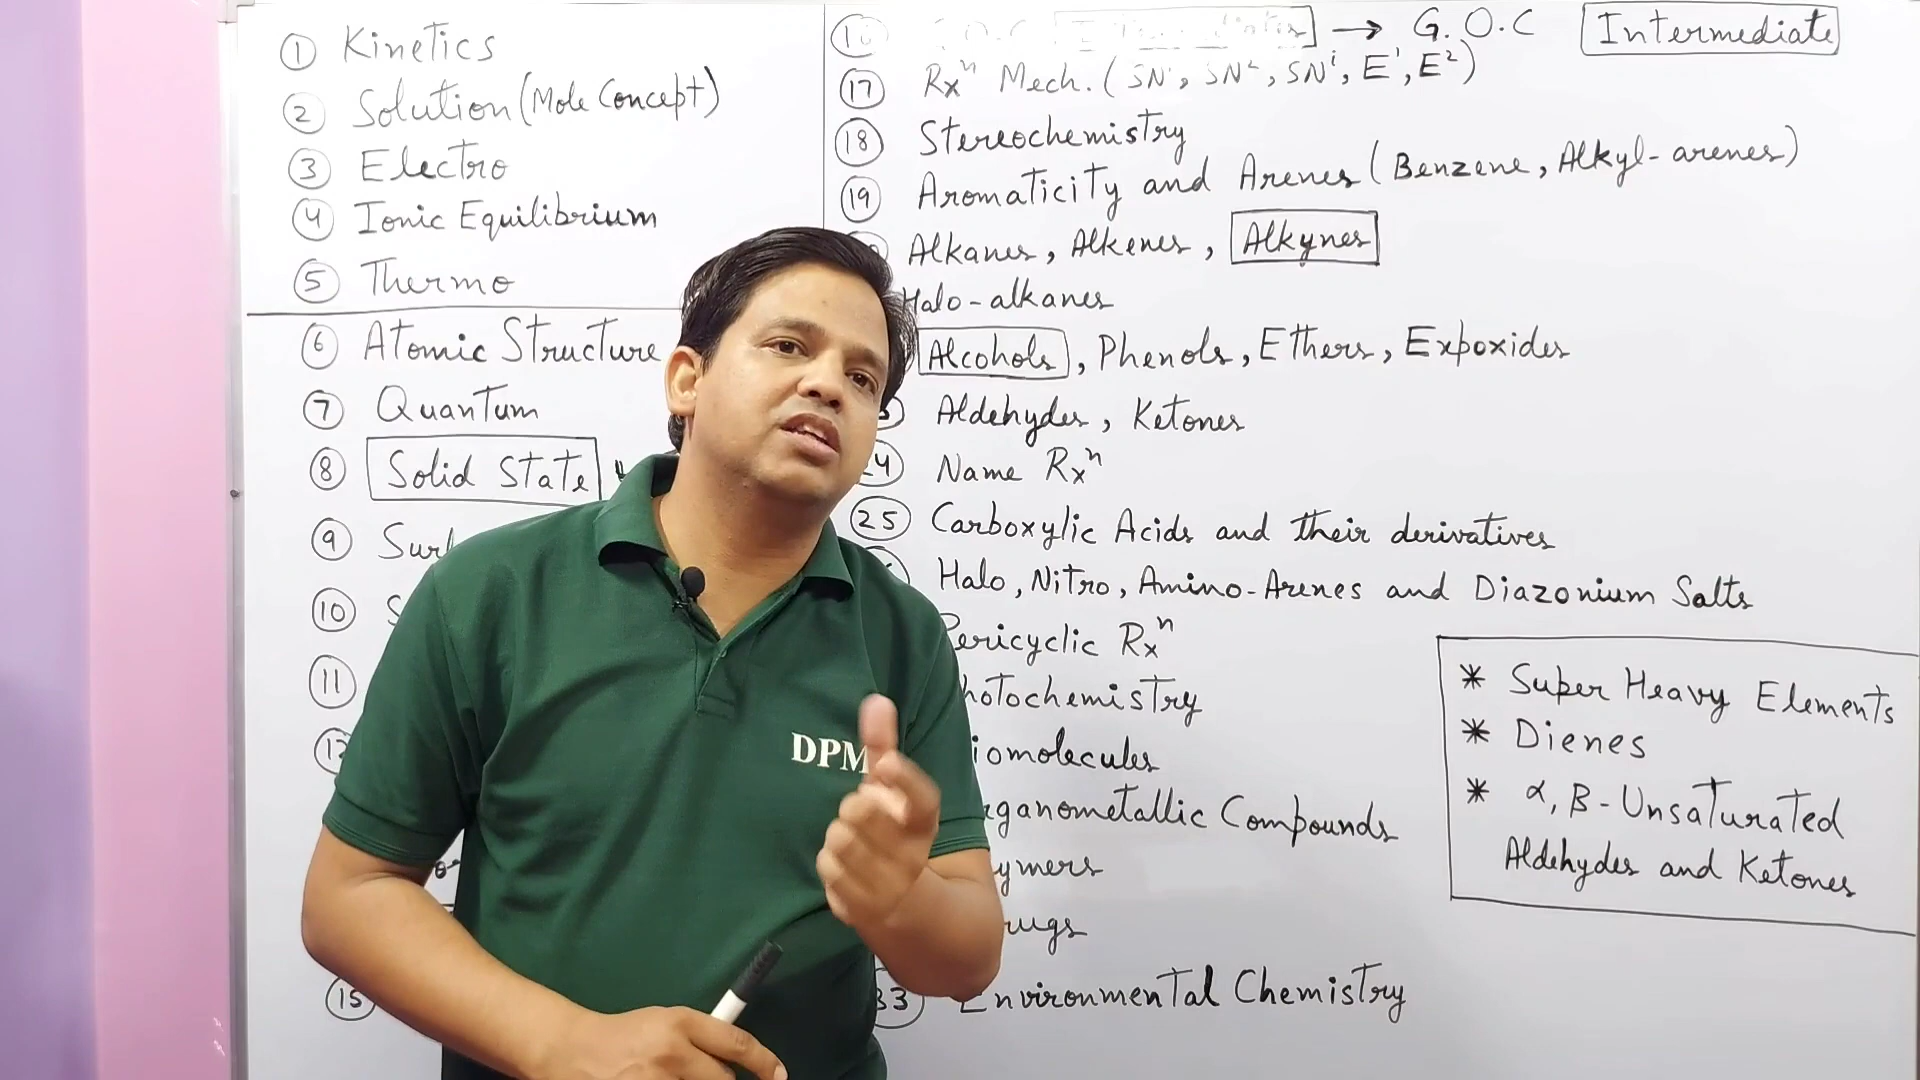 ① Kinetics
② Solution (Mole Concept)
③ Electro
④ Ionic Equilibrium
⑤ Thermo
⑥ Atomic Structure
⑦ Quantum
⑧ Solid State
⑨
⑩
⑪
⑮
→ G.O.C Intermediate
⑰ Rxⁿ Mech. (SN¹, SN², SNⁱ, E¹, E²)
⑱ Stereochemistry
⑲ Aromaticity and Arenes (Benzene, Alkyl-arenes)
Alkanes, Alkenes, Alkynes
Halo-alkanes
Alcohols, Phenols, Ethers, Expoxides
Aldehydes, Ketones
Name Rxⁿ
㉕ Carboxylic Acids and their derivatives
Halo, Nitro, Amino-Arenes and Diazonium Salts
Pericyclic Rxⁿ
hotochemistry
iomolecules
rganometallic Compounds
ymers
rugs
33 Environmental Chemistry
* Super Heavy Elements
* Dienes
* α, β-Unsaturated
Aldehydes and Ketones
DPM